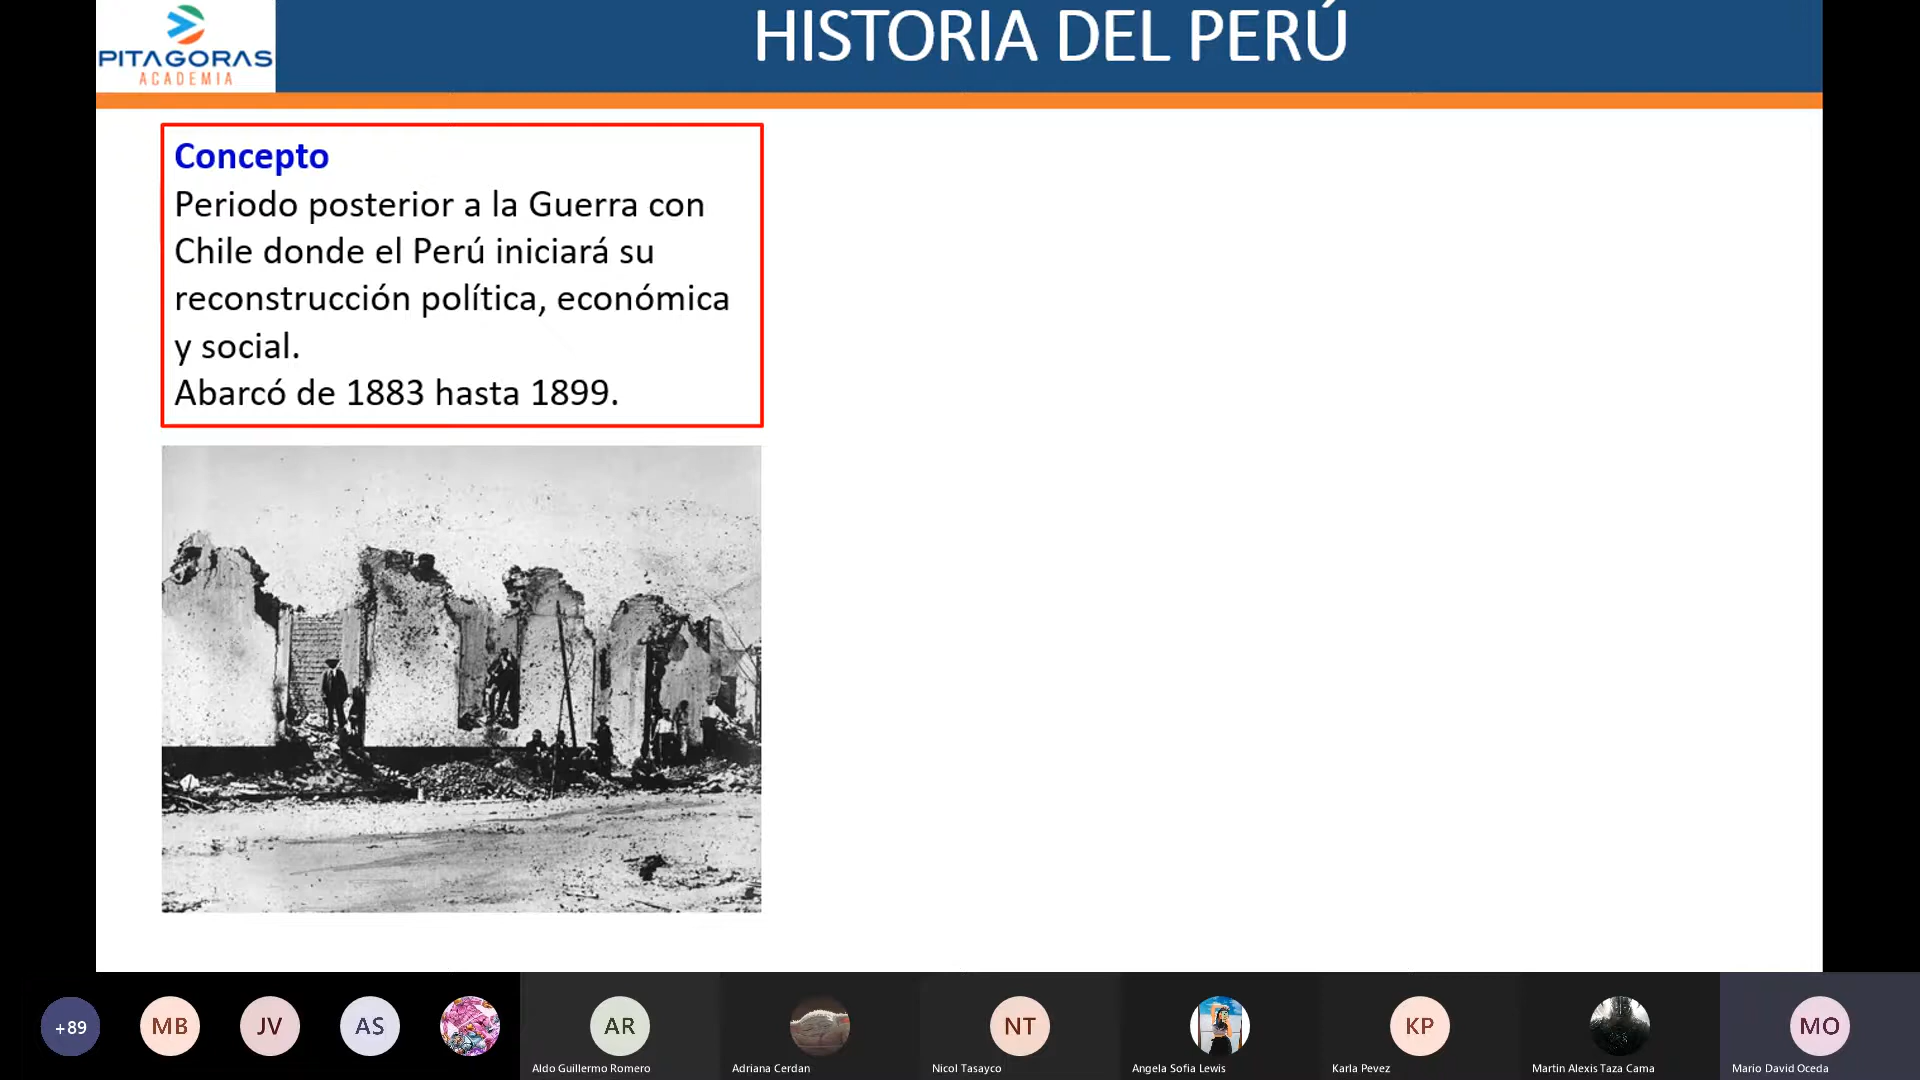 PITAGORAS
ACADEMIA
HISTORIA DEL PERÚ
Concepto
Periodo posterior a la Guerra con
Chile donde el Perú iniciará su
reconstrucción política, económica
y social.
Abarcó de 1883 hasta 1899.
+89
MB
JV
AS
AR
NT
KP
MO
Aldo Guillermo Romero
Adriana Cerdan
Nicol Tasayco
Angela Sofia Lewis
Karla Pevez
Martin Alexis Taza Cama
Mario David Oceda